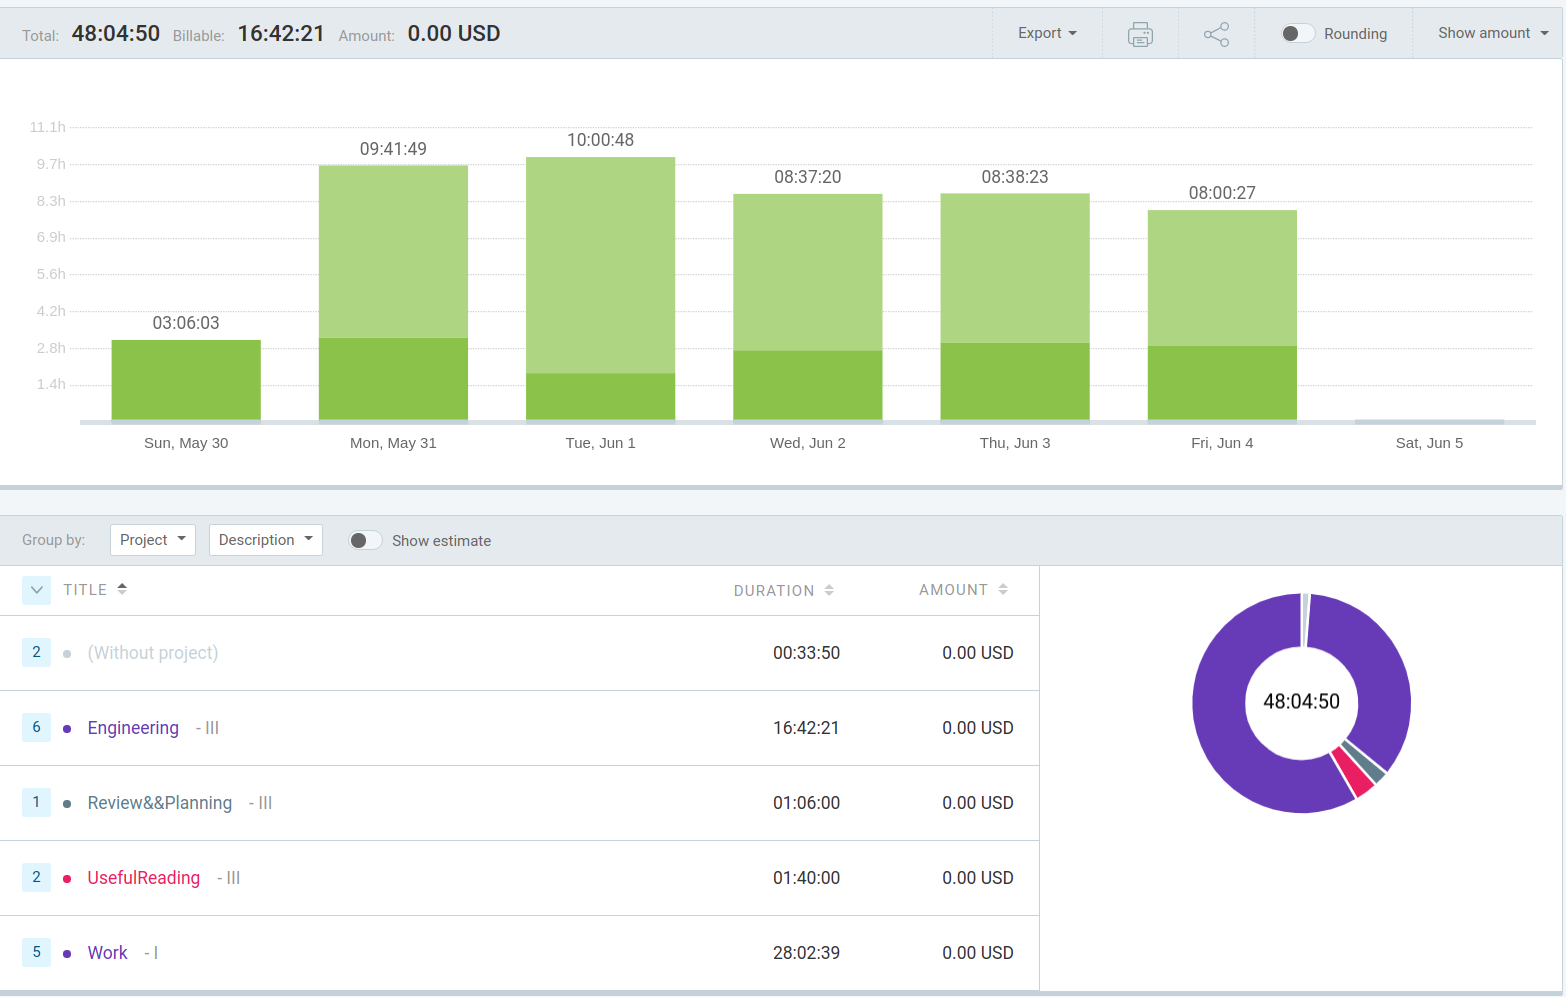 Total: 48:04:50 Billable: 16:42:21 Amount: 0.00 USD Export Rounding Show amount
11.1h
9.7h
8.3h
6.9h
5.6h
4.2h
2.8h
1.4h
03:06:03
09:41:49
10:00:48
08:37:20
08:38:23
08:00:27
Sun, May 30
Mon, May 31
Tue, Jun 1
Wed, Jun 2
Thu, Jun 3
Fri, Jun 4
Sat, Jun 5
Group by: Project Description Show estimate
TITLE DURATION AMOUNT
2 (Without project) 00:33:50 0.00 USD
6 Engineering - III 16:42:21 0.00 USD
1 Review&&Planning - III 01:06:00 0.00 USD
2 UsefulReading - III 01:40:00 0.00 USD
5 Work - I 28:02:39 0.00 USD
48:04:50